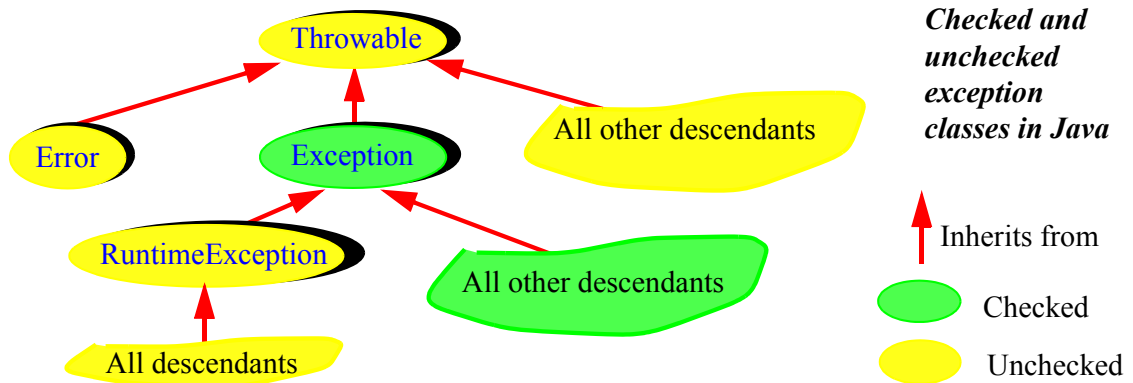 Throwable
Checked and
unchecked
exception
classes in Java
All other descendants
Error
Exception
Inherits from
RuntimeException
All other descendants
Checked
All descendants
Unchecked